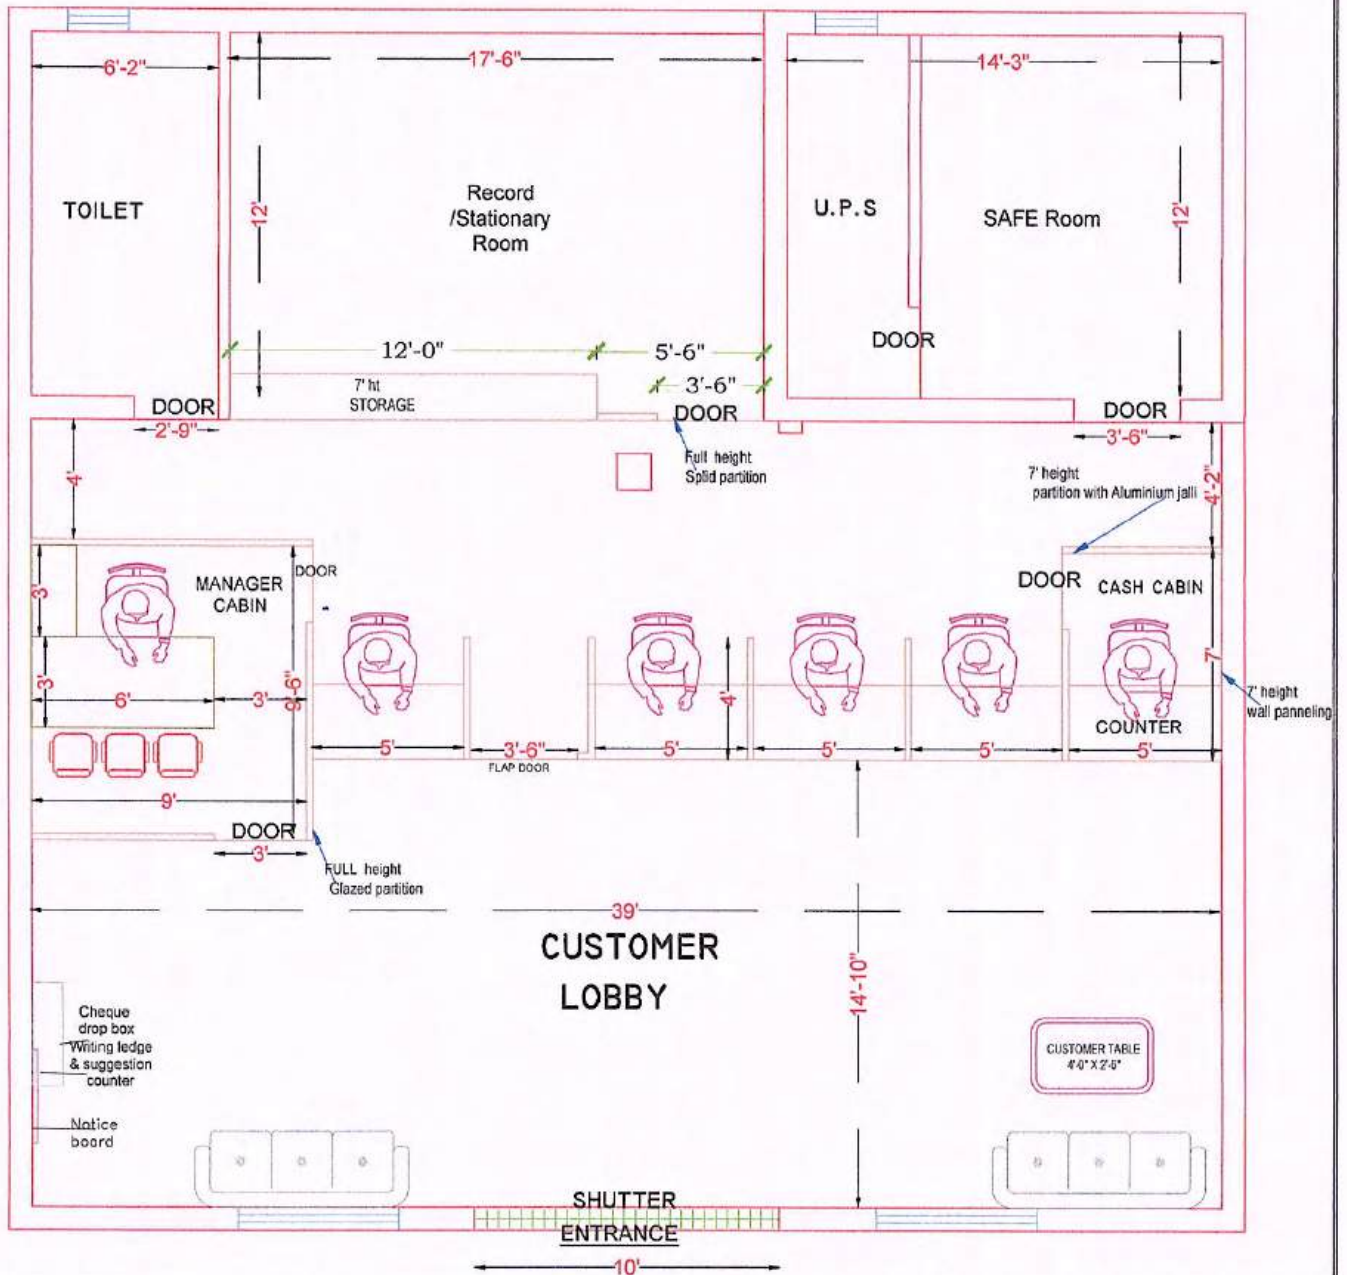 6'-2"
17'-6"
14'-3"
TOILET
12'
Record
/Stationary
Room
U.P.S
SAFE Room
12'
DOOR
12'-0"
5'-6"
3'-6"
7' ht
STORAGE
DOOR
2'-9"
DOOR
DOOR
3'-6"
Full height
Splid partition
4'
7' height
partition with Aluminium jalli
4'-2"
MANAGER
CABIN
DOOR
3'
DOOR
CASH CABIN
3'
6'
3'
9'-6"
4'
7'
7' height
wall panneling
COUNTER
5'
3'-6"
5'
5'
5'
5'
FLAP DOOR
9'
DOOR
3'
FULL height
Glazed partition
39'
CUSTOMER
LOBBY
14'-10"
Cheque
drop box
Writing ledge
& suggestion
counter
CUSTOMER TABLE
4'-0" X 2'-6"
Notice
board
SHUTTER
ENTRANCE
10'